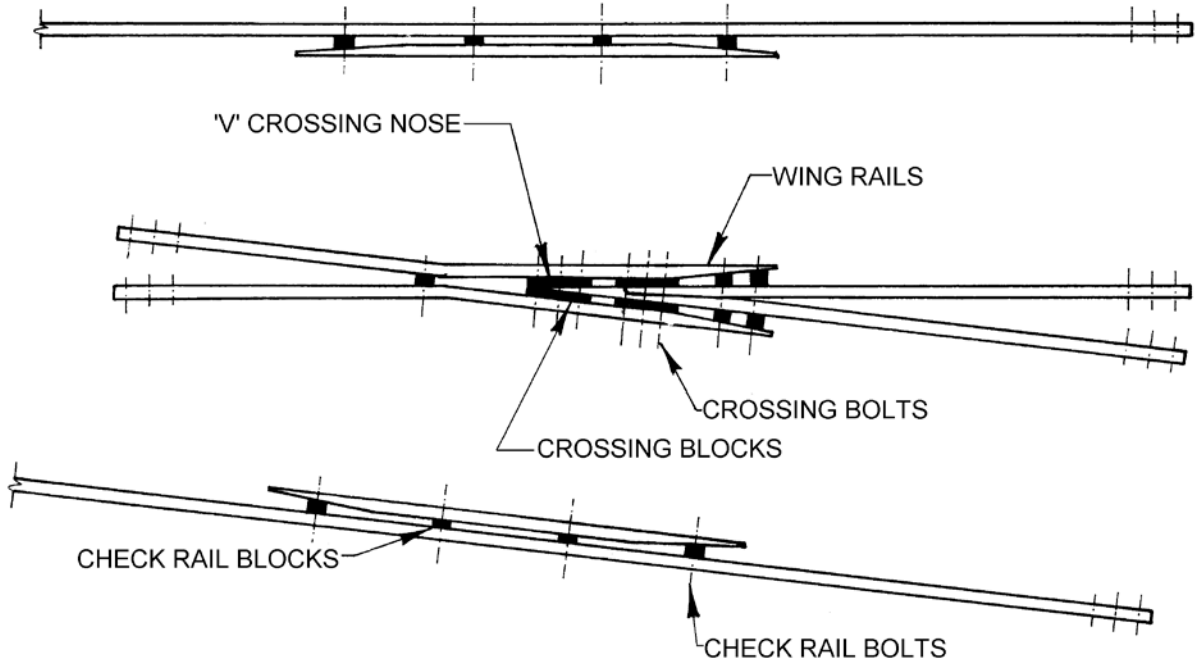 'V' CROSSING NOSE
WING RAILS
CROSSING BOLTS
CROSSING BLOCKS
CHECK RAIL BLOCKS
CHECK RAIL BOLTS